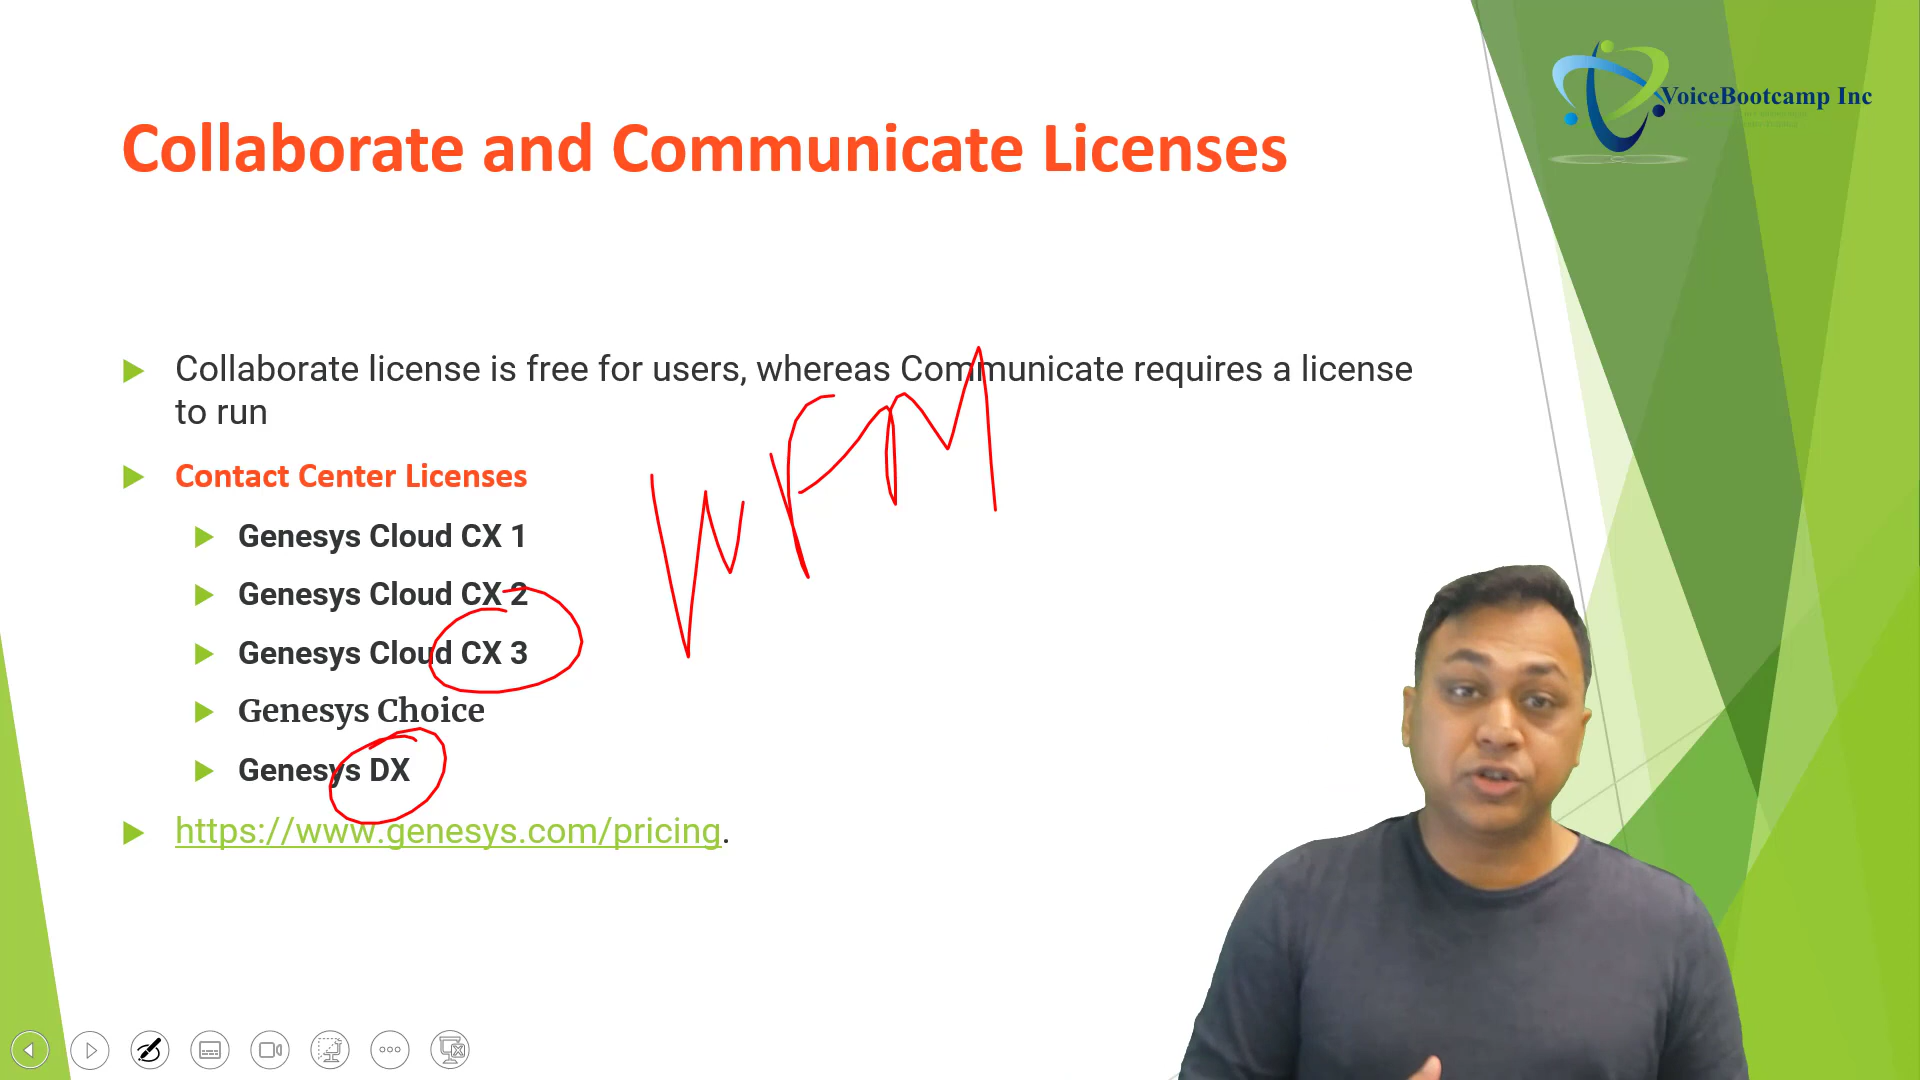 VoiceBootcamp Inc
Collaborate and Communicate Licenses
Collaborate license is free for users, whereas Communicate requires a license
to run
Contact Center Licenses
WFM
Genesys Cloud CX 1
Genesys Cloud CX 2
Genesys Cloud CX 3
Genesys Choice
Genesys DX
https://www.genesys.com/pricing.